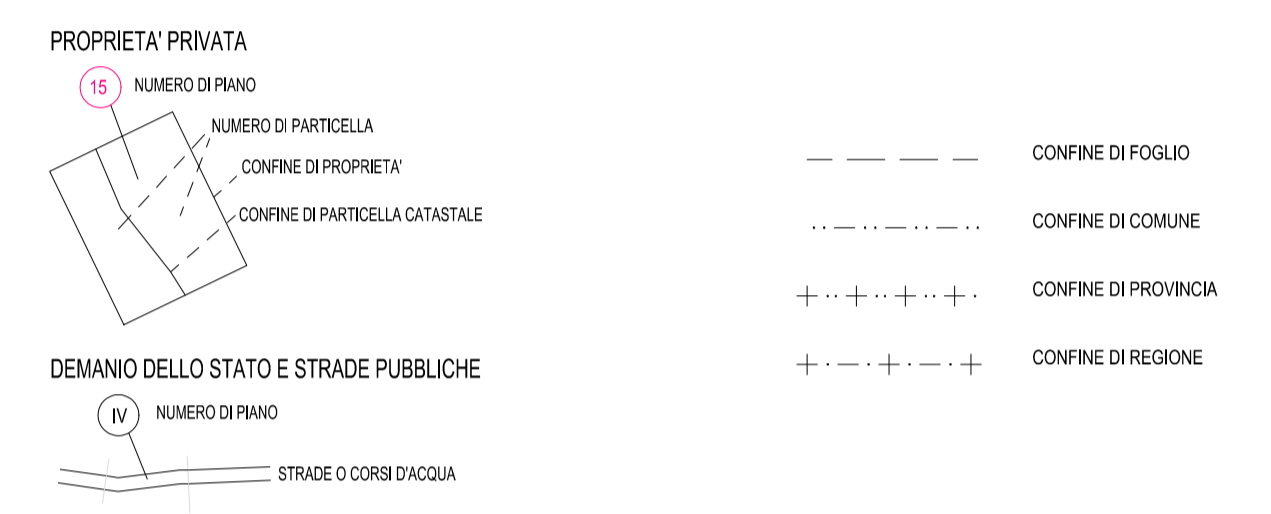 PROPRIETA' PRIVATA
15 NUMERO DI PIANO
NUMERO DI PARTICELLA
CONFINE DI PROPRIETA'
CONFINE DI PARTICELLA CATASTALE
DEMANIO DELLO STATO E STRADE PUBBLICHE
IV NUMERO DI PIANO
STRADE O CORSI D'ACQUA
CONFINE DI FOGLIO
CONFINE DI COMUNE
CONFINE DI PROVINCIA
CONFINE DI REGIONE